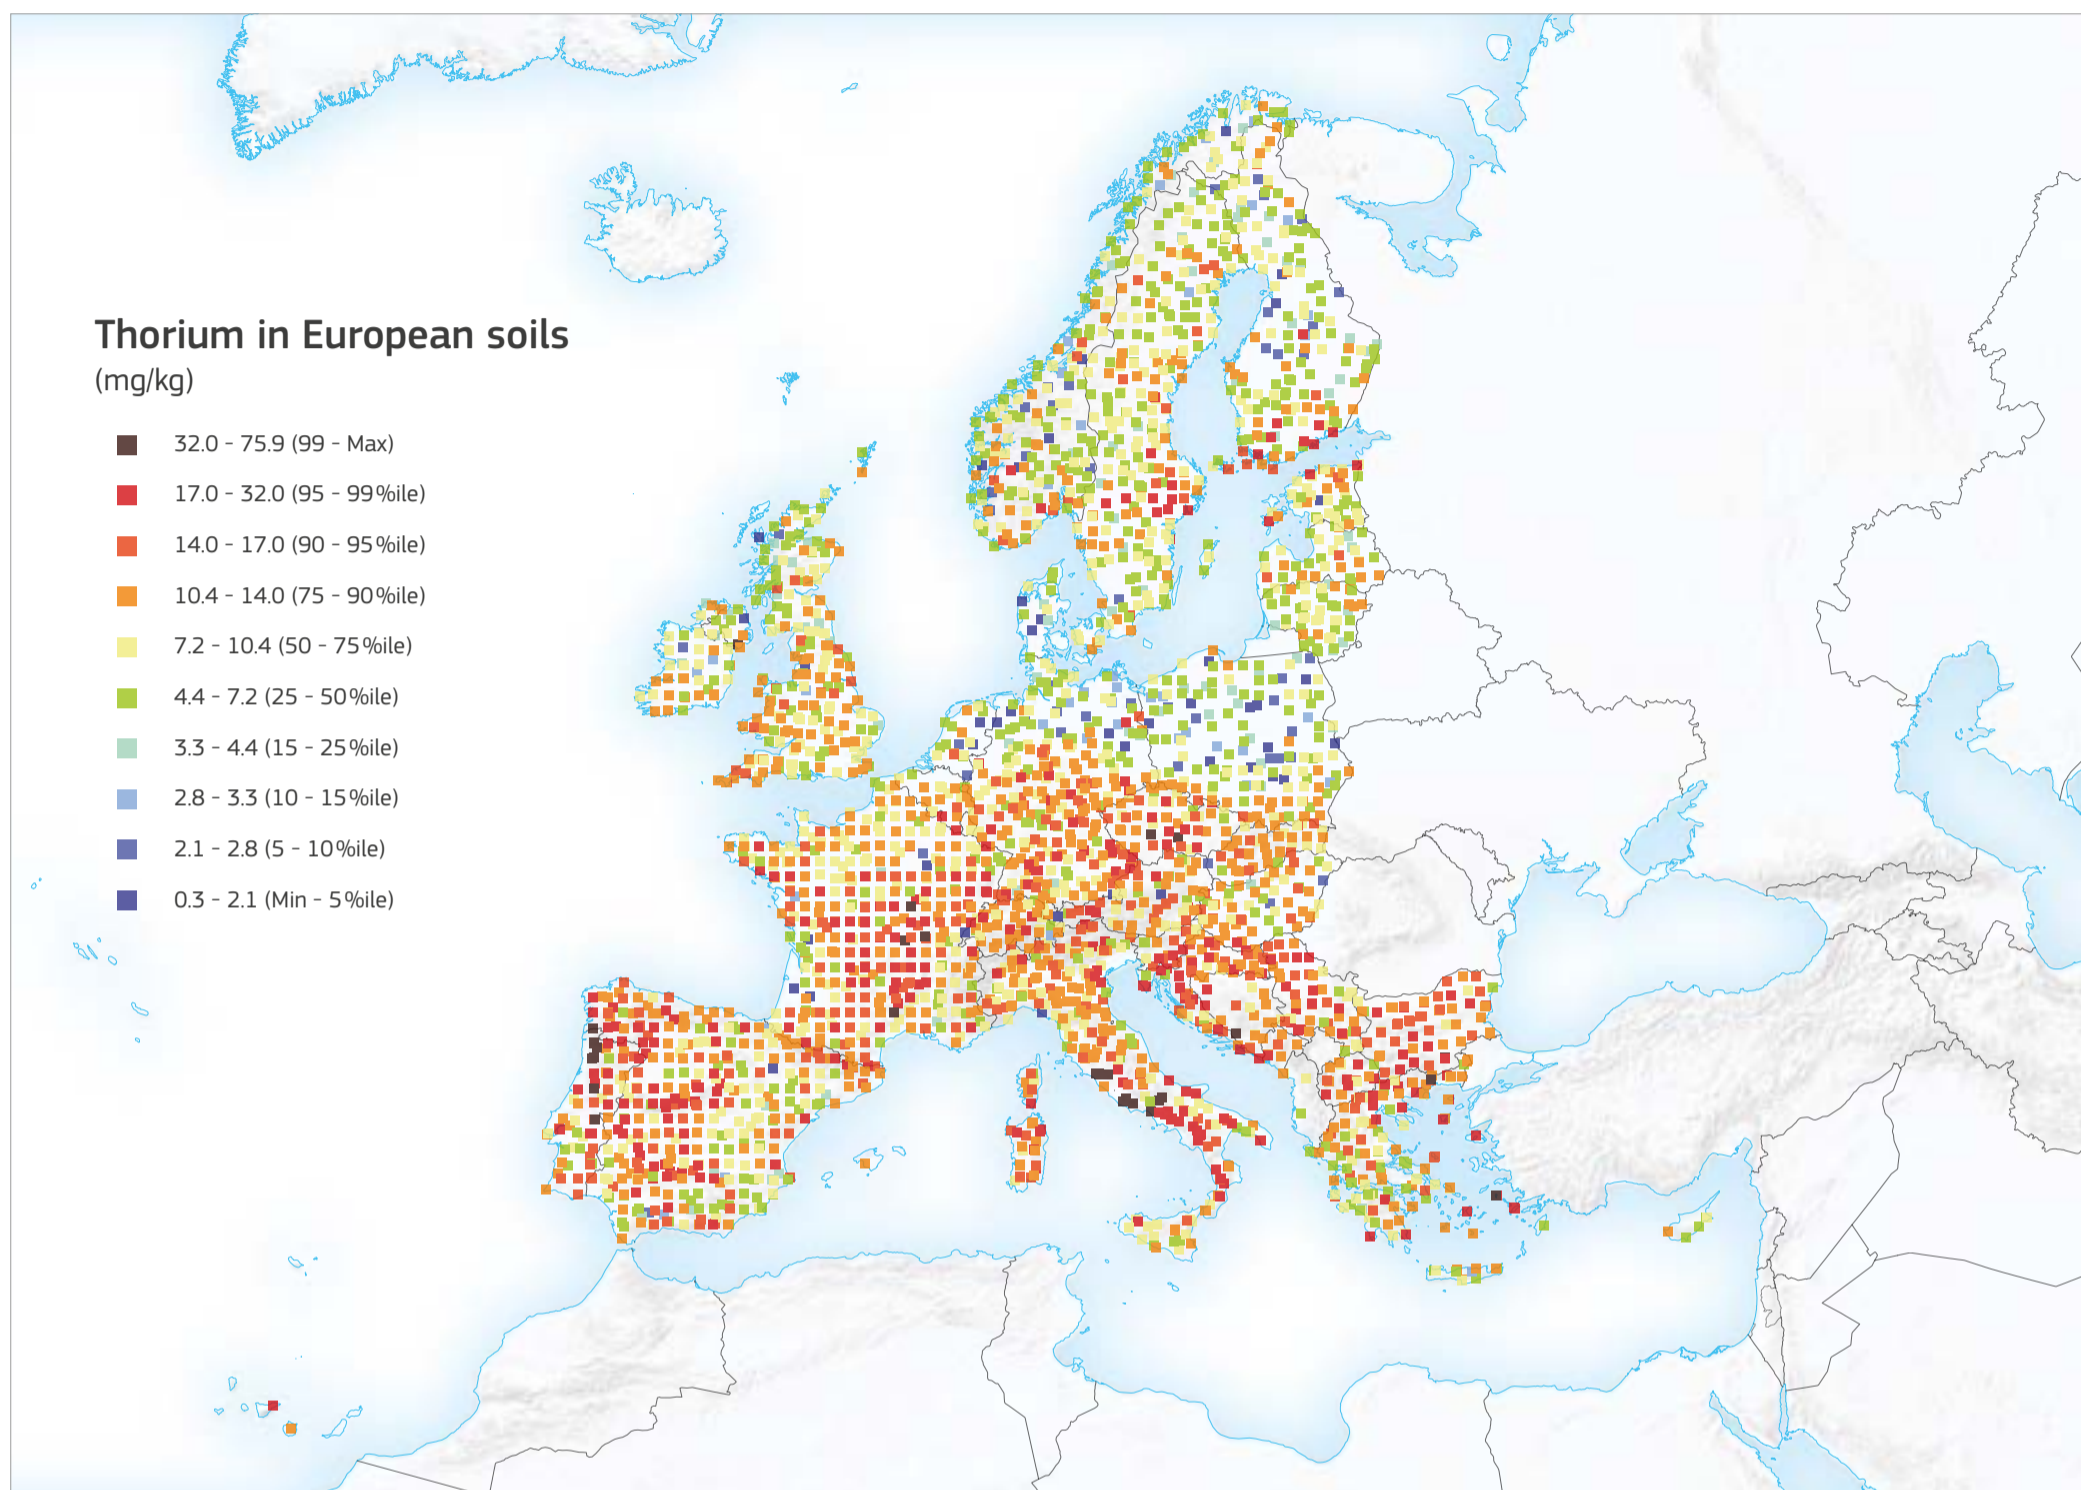 Thorium in European soils
(mg/kg)
32.0 - 75.9 (99 - Max)
17.0 - 32.0 (95 - 99%ile)
14.0 - 17.0 (90 - 95%ile)
10.4 - 14.0 (75 - 90%ile)
7.2 - 10.4 (50 - 75%ile)
4.4 - 7.2 (25 - 50%ile)
3.3 - 4.4 (15 - 25%ile)
2.8 - 3.3 (10 - 15%ile)
2.1 - 2.8 (5 - 10%ile)
0.3 - 2.1 (Min - 5%ile)